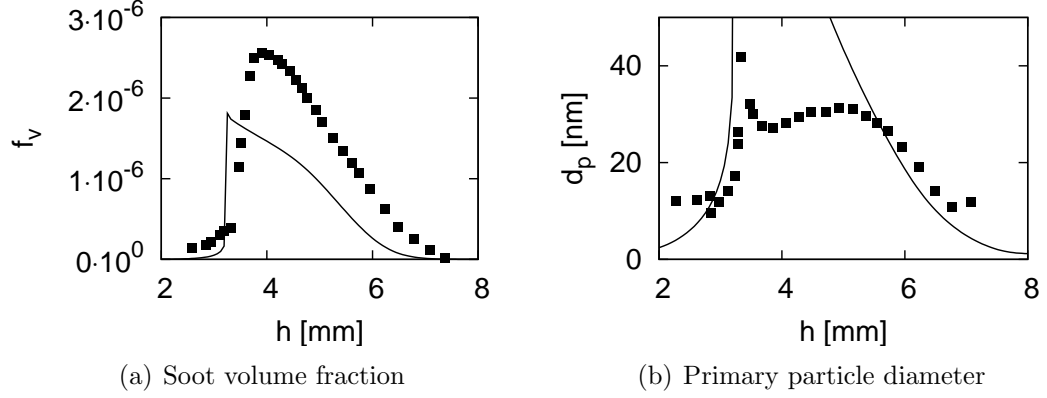 3·10⁻⁶
2·10⁻⁶
1·10⁻⁶
0·10⁰
f_v
2 4 6 8
h [mm]
(a) Soot volume fraction
40
20
0
d_p [nm]
2 4 6 8
h [mm]
(b) Primary particle diameter